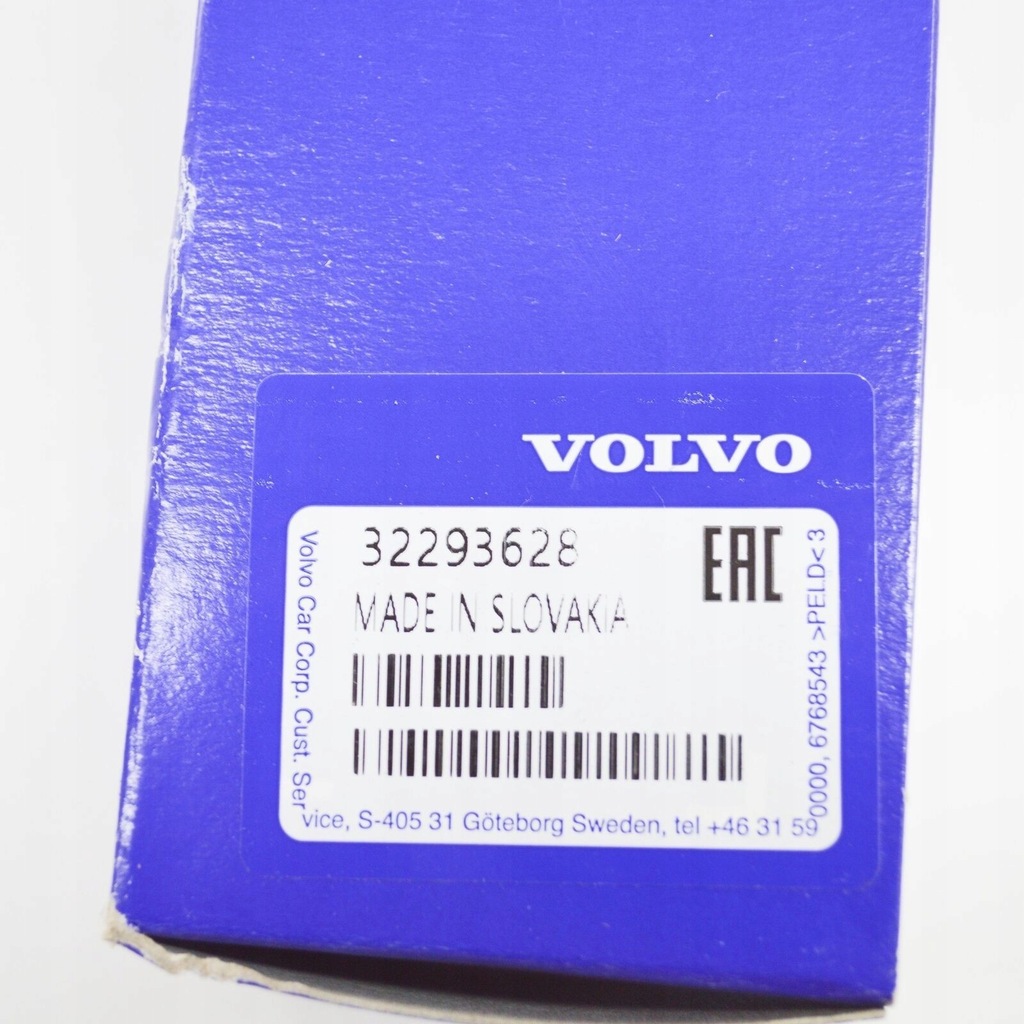 VOLVO
32293628
EAC
MADE IN SLOVAKIA
Volvo Car Corp. Cust. Ser
vice, S-405 31 Göteborg Sweden, tel +46 31 59
0000, 6768543 >PELD< 3